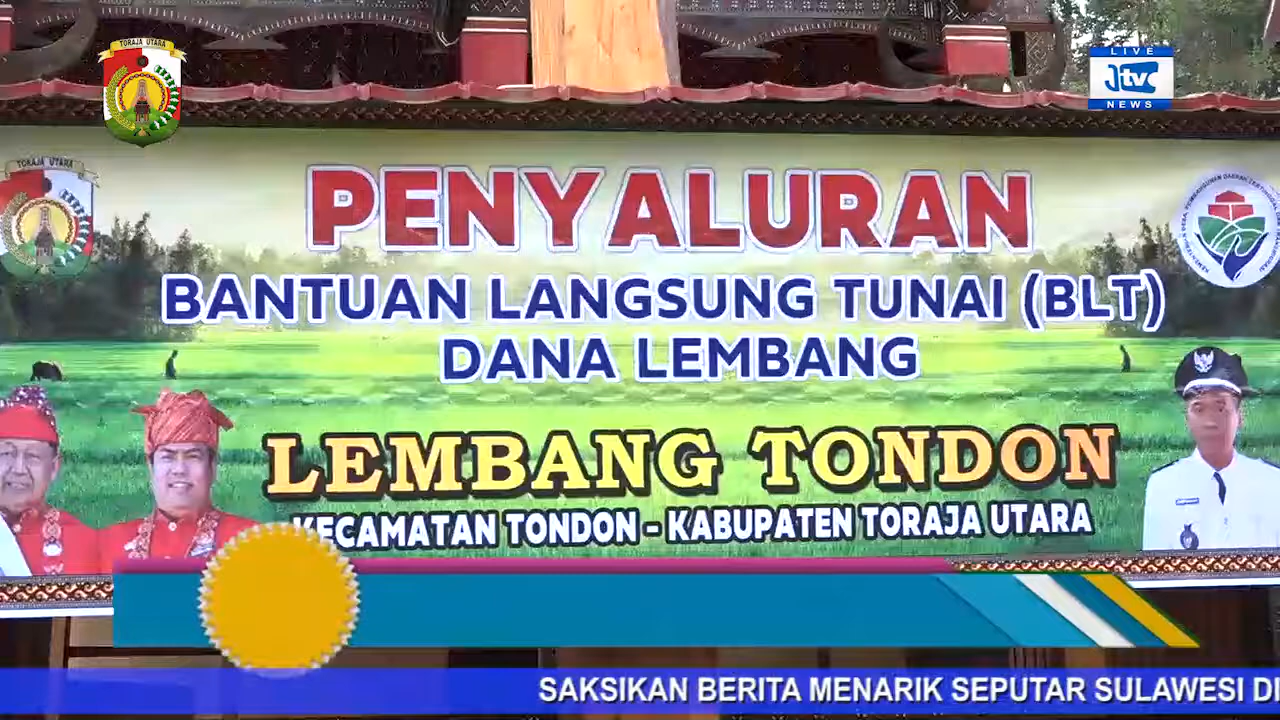 TORAJA UTARA
LIVE
JTV
NEWS
TORAJA UTARA
PENYALURAN
BANTUAN LANGSUNG TUNAI (BLT)
DANA LEMBANG
LEMBANG TONDON
KECAMATAN TONDON - KABUPATEN TORAJA UTARA
SAKSIKAN BERITA MENARIK SEPUTAR SULAWESI DI